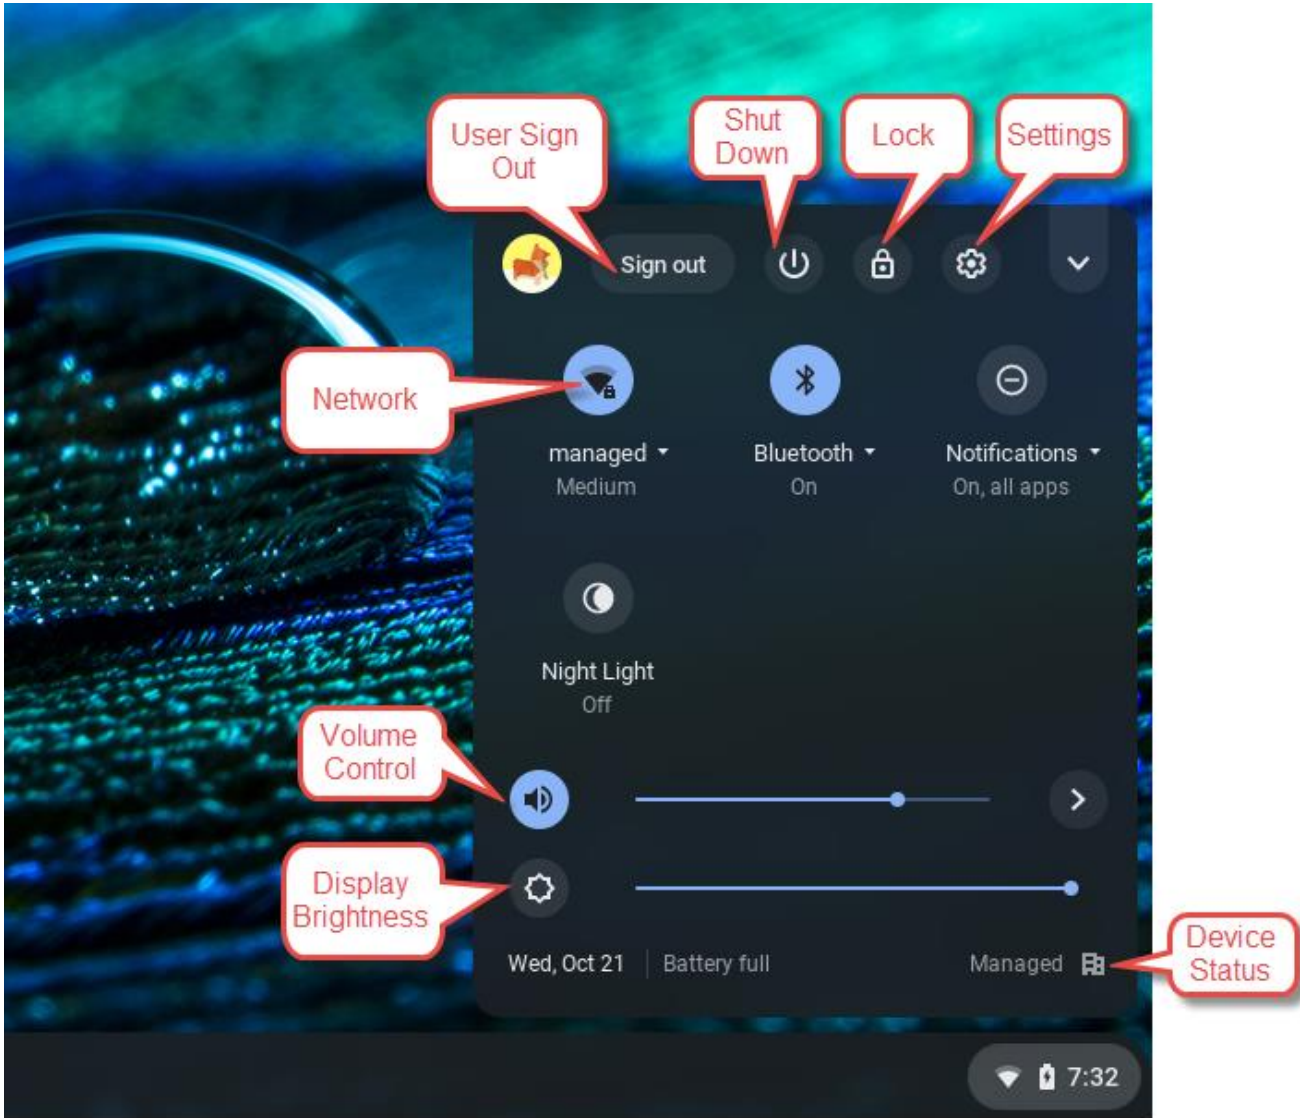 User Sign
Out
Shut
Down
Lock
Settings
Sign out
Network
managed
Medium
Bluetooth
On
Notifications
On, all apps
Night Light
Off
Volume
Control
Display
Brightness
Wed, Oct 21
Battery full
Managed
Device
Status
7:32